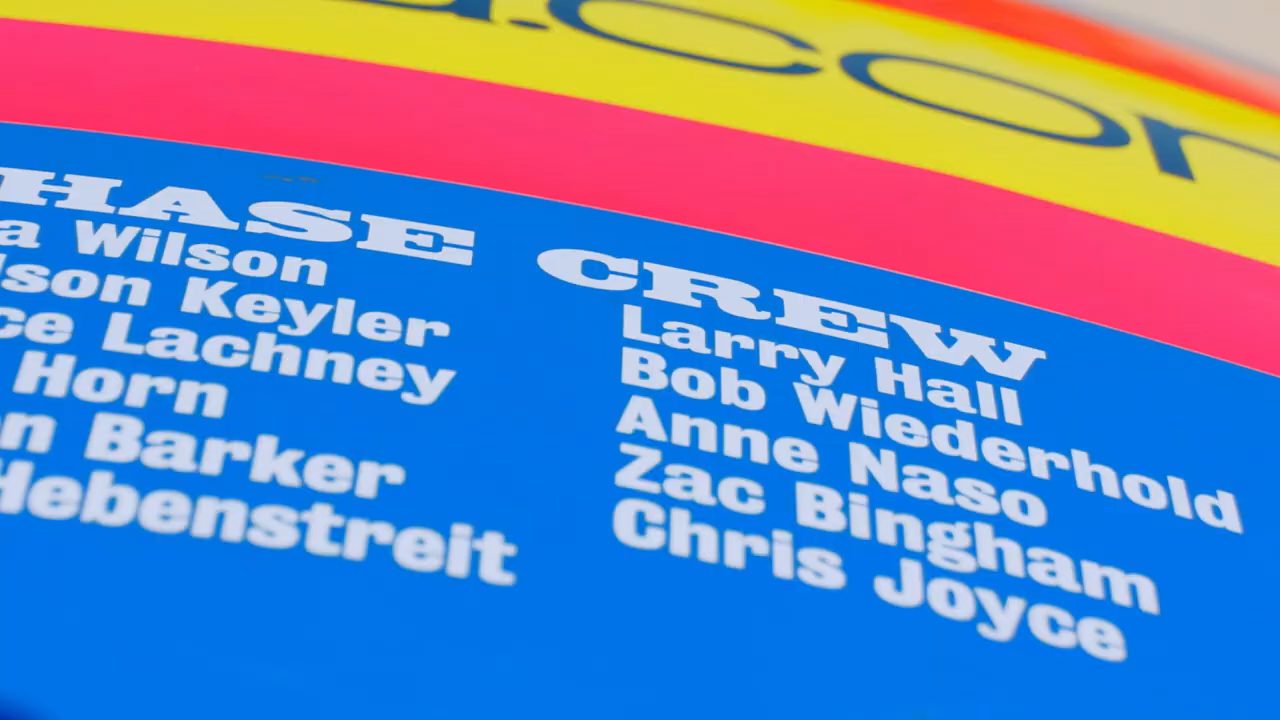 .cor
HASE CREW
a Wilson
lson Keyler
ce Lachney
Horn
n Barker
Hebenstreit
Larry Hall
Bob Wiederhold
Anne Naso
Zac Bingham
Chris Joyce